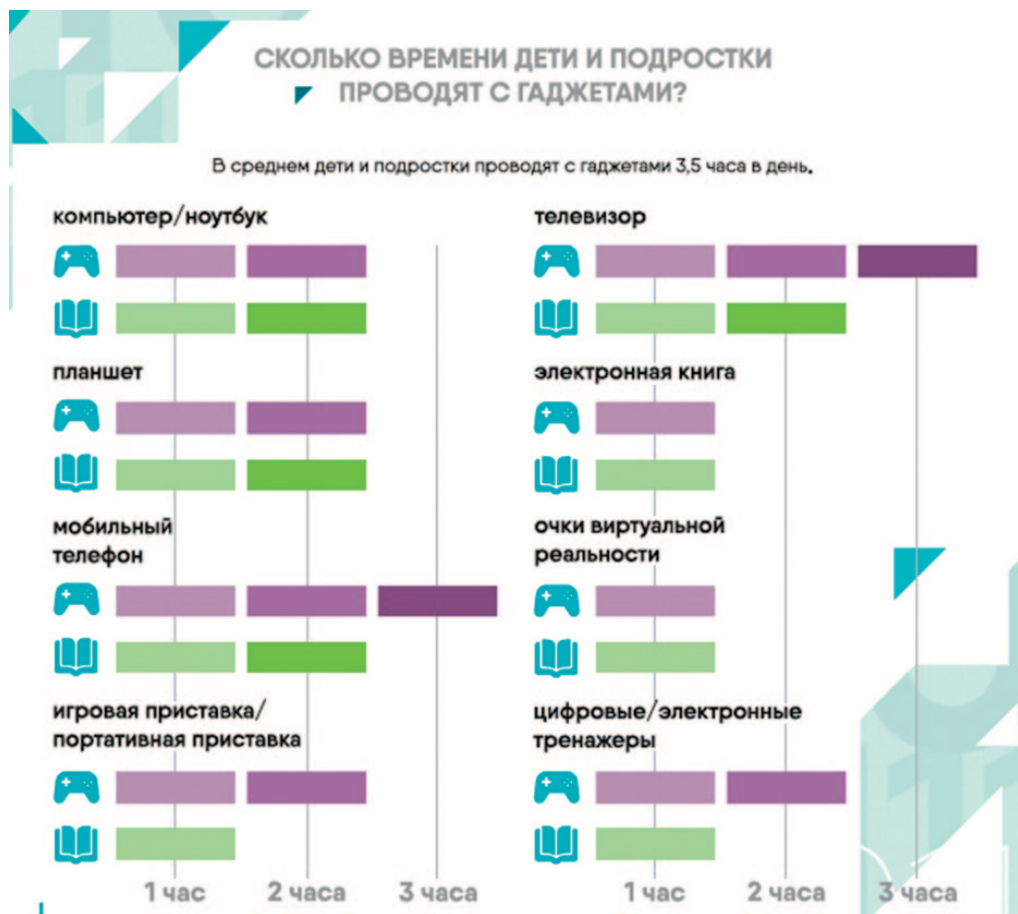 СКОЛЬКО ВРЕМЕНИ ДЕТИ И ПОДРОСТКИ
ПРОВОДЯТ С ГАДЖЕТАМИ?
В среднем дети и подростки проводят с гаджетами 3,5 часа в день.
компьютер/ноутбук
планшет
мобильный
телефон
игровая приставка/
портативная приставка
1 час 2 часа 3 часа
телевизор
электронная книга
очки виртуальной
реальности
цифровые/электронные
тренажеры
1 час 2 часа 3 часа